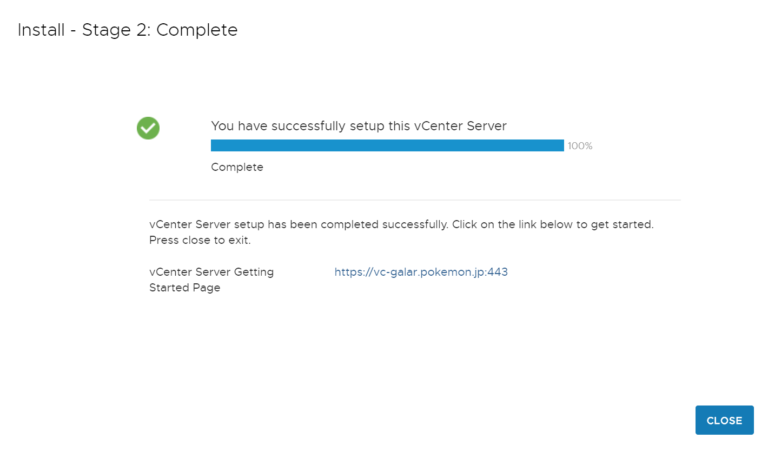 Install - Stage 2: Complete
You have successfully setup this vCenter Server
100%
Complete
vCenter Server setup has been completed successfully. Click on the link below to get started.
Press close to exit.
vCenter Server Getting
Started Page
https://vc-galar.pokemon.jp:443
CLOSE